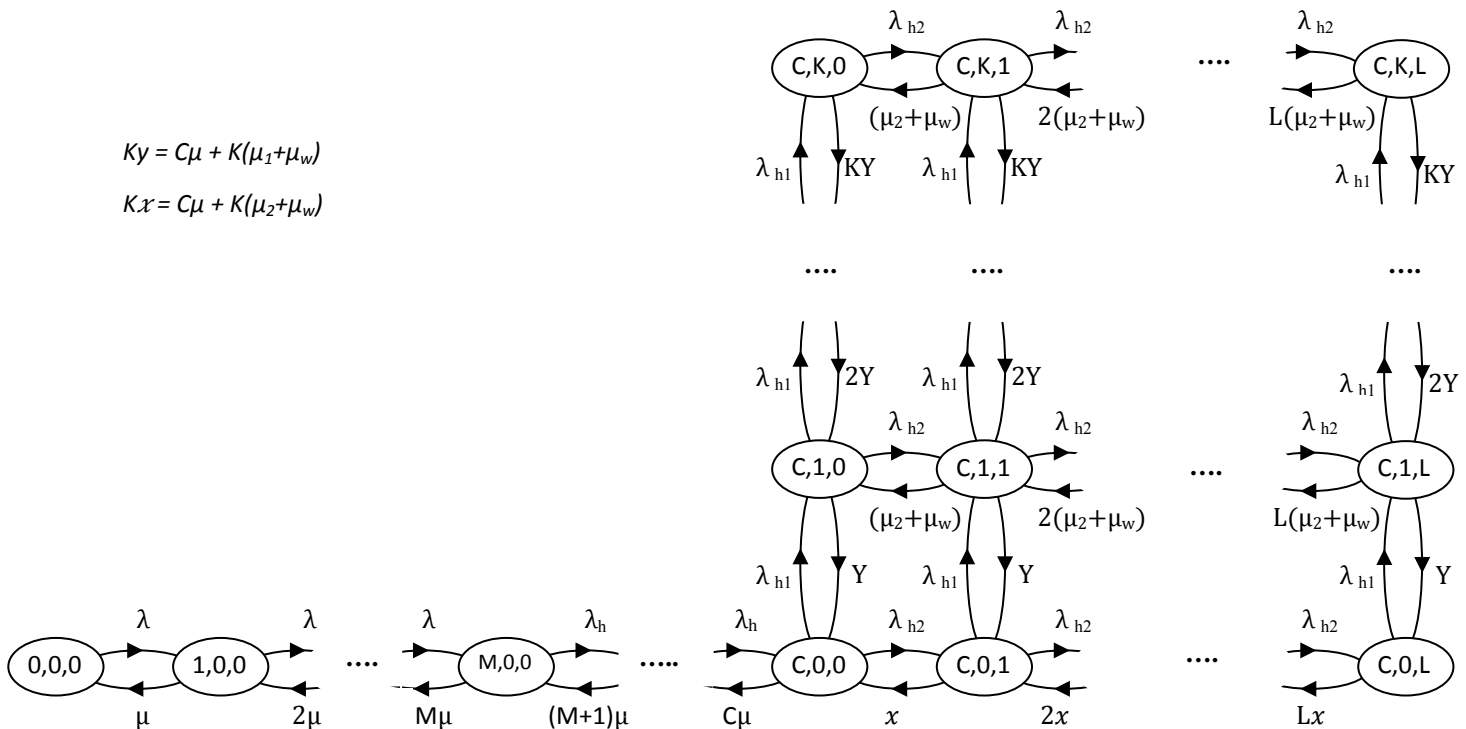 λ h2 λ h2 λ h2
C,K,0 C,K,1 .... C,K,L
(μ2+μw) 2(μ2+μw) L(μ2+μw)
Ky = Cμ + K(μ1+μw)
λ h1 KY λ h1 KY λ h1 KY
Kx = Cμ + K(μ2+μw)
.... .... ....
λ h1 2Y λ h1 2Y λ h1 2Y
λ h2 λ h2 λ h2
C,1,0 C,1,1 .... C,1,L
(μ2+μw) 2(μ2+μw) L(μ2+μw)
λ h1 Y λ h1 Y λ h1 Y
λ λ λ λh λh λ h2 λ h2 λ h2
0,0,0 1,0,0 .... M,0,0 ..... C,0,0 C,0,1 .... C,0,L
μ 2μ Mμ (M+1)μ Cμ x 2x Lx